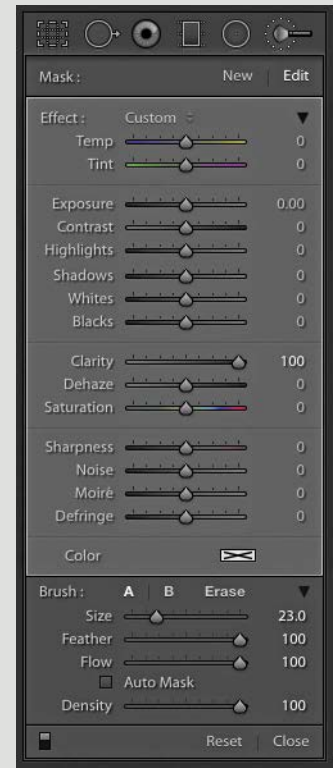 Mask : New Edit
Effect : Custom
Temp 0
Tint 0
Exposure 0.00
Contrast 0
Highlights 0
Shadows 0
Whites 0
Blacks 0
Clarity 100
Dehaze 0
Saturation 0
Sharpness 0
Noise 0
Moiré 0
Defringe 0
Color
Brush : A B Erase
Size 23.0
Feather 100
Flow 100
Auto Mask
Density 100
Reset Close